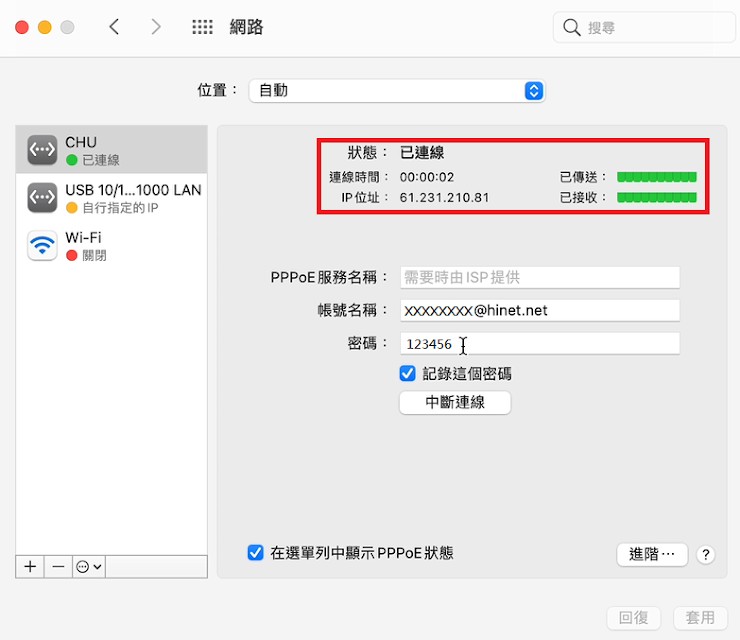 網路
搜尋
位置： 自動
CHU
已連線
USB 10/1...1000 LAN
自行指定的 IP
Wi-Fi
關閉
狀態： 已連線
連線時間： 00:00:02 已傳送：
IP 位址： 61.231.210.81 已接收：
PPPoE 服務名稱： 需要時由 ISP 提供
帳號名稱： XXXXXXXX@hinet.net
密碼： 123456
記錄這個密碼
中斷連線
在選單列中顯示 PPPoE 狀態
進階⋯ ?
回復 套用